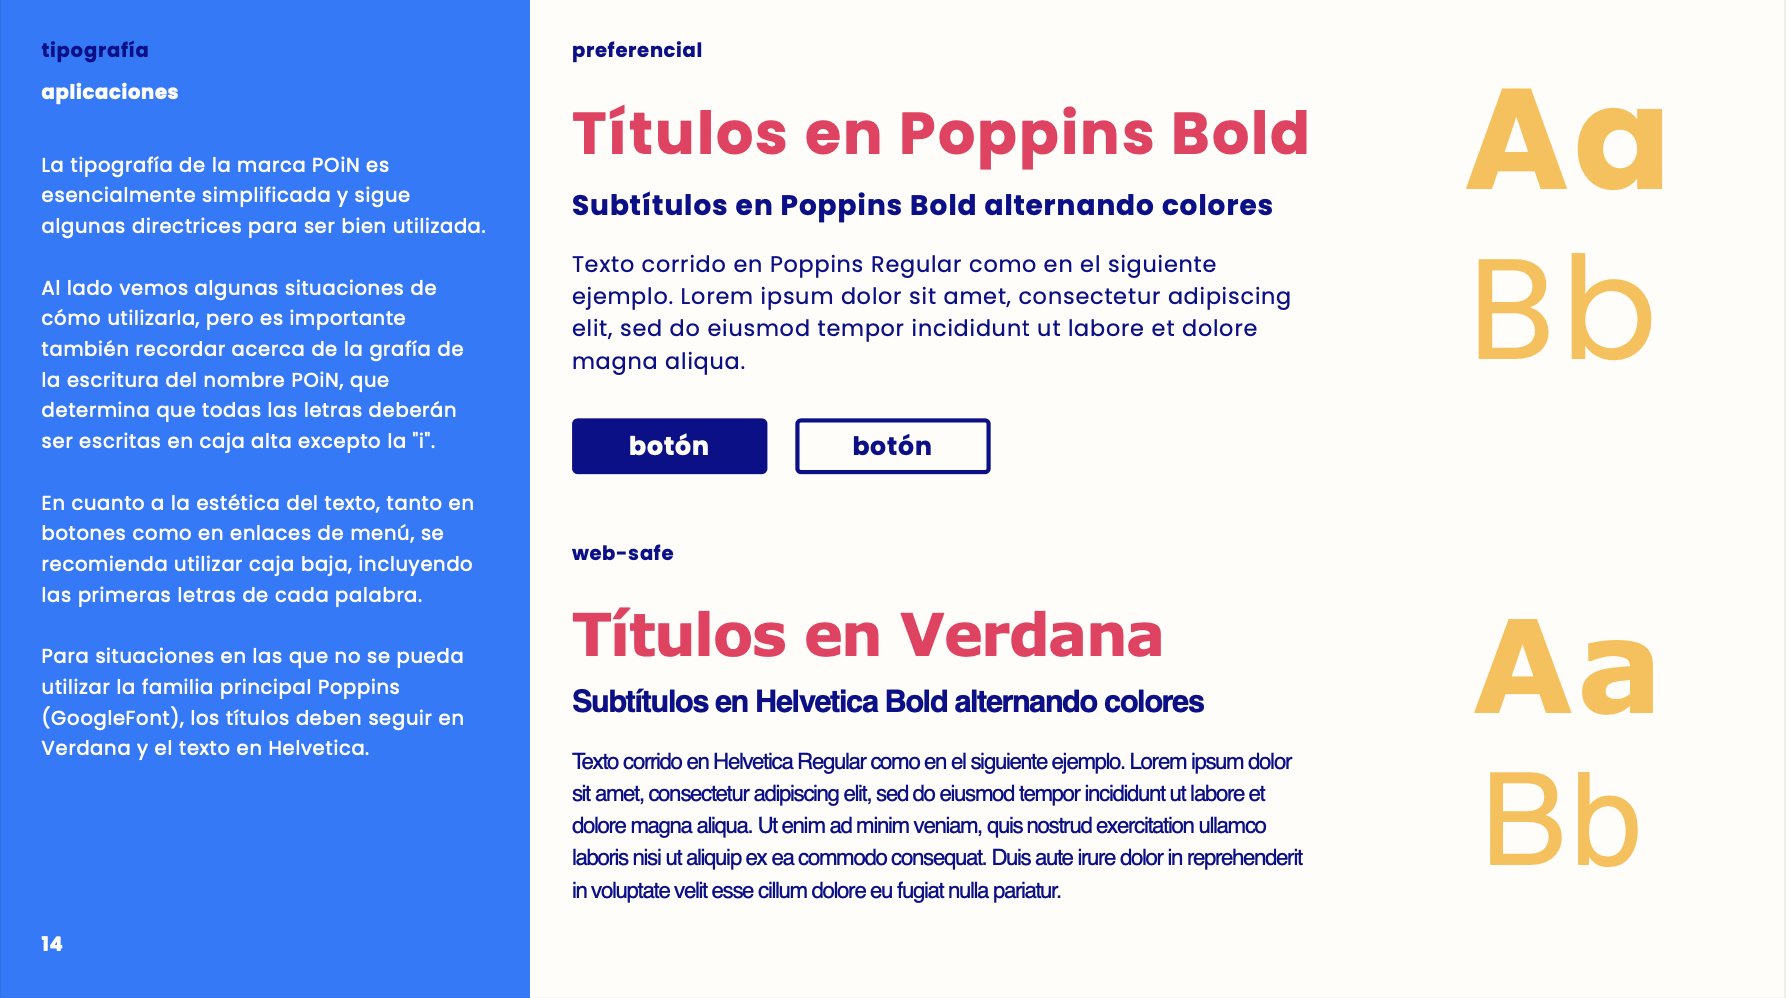 tipografía
aplicaciones
La tipografía de la marca POiN es
esencialmente simplificada y sigue
algunas directrices para ser bien utilizada.
Al lado vemos algunas situaciones de
cómo utilizarla, pero es importante
también recordar acerca de la grafía de
la escritura del nombre POiN, que
determina que todas las letras deberán
ser escritas en caja alta excepto la "i".
En cuanto a la estética del texto, tanto en
botones como en enlaces de menú, se
recomienda utilizar caja baja, incluyendo
las primeras letras de cada palabra.
Para situaciones en las que no se pueda
utilizar la familia principal Poppins
(GoogleFont), los títulos deben seguir en
Verdana y el texto en Helvetica.
14
preferencial
Títulos en Poppins Bold
Subtítulos en Poppins Bold alternando colores
Texto corrido en Poppins Regular como en el siguiente
ejemplo. Lorem ipsum dolor sit amet, consectetur adipiscing
elit, sed do eiusmod tempor incididunt ut labore et dolore
magna aliqua.
botón
botón
Aa
Bb
web-safe
Títulos en Verdana
Subtítulos en Helvetica Bold alternando colores
Texto corrido en Helvetica Regular como en el siguiente ejemplo. Lorem ipsum dolor
sit amet, consectetur adipiscing elit, sed do eiusmod tempor incididunt ut labore et
dolore magna aliqua. Ut enim ad minim veniam, quis nostrud exercitation ullamco
laboris nisi ut aliquip ex ea commodo consequat. Duis aute irure dolor in reprehenderit
in voluptate velit esse cillum dolore eu fugiat nulla pariatur.
Aa
Bb